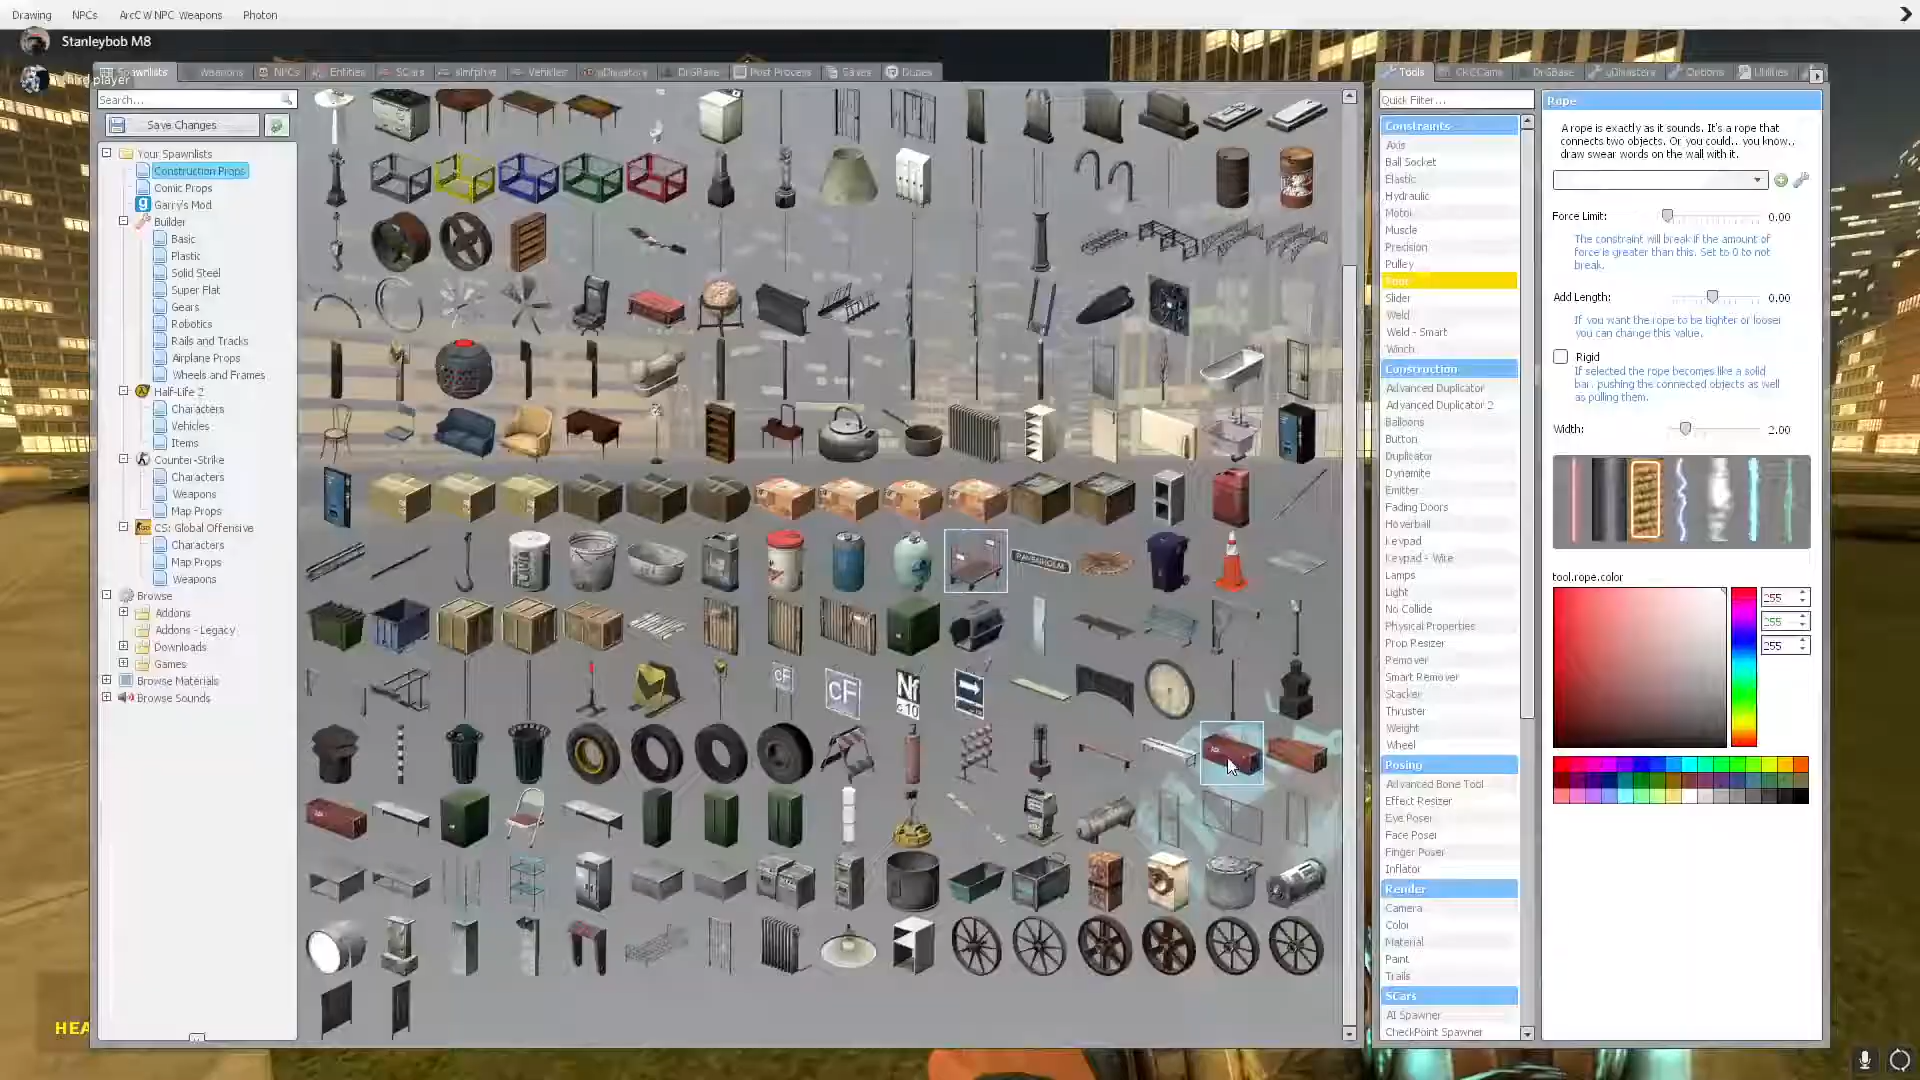 Drawing NPCs ArcCW NPC Weapons Photon
Stanleybob M8
Spawnlists Weapons NPCs Entities SCars simfphys Vehicles gDisasters DrGBase Post Process Saves Dupes
Search...
Save Changes
Your Spawnlists
Construction Props
Comic Props
Garry's Mod
Builder
Basic
Plastic
Solid Steel
Super Flat
Gears
Robotics
Rails and Tracks
Airplane Props
Wheels and Frames
Half-Life 2
Characters
Vehicles
Items
Counter-Strike
Characters
Weapons
Map Props
CS: Global Offensive
Characters
Map Props
Weapons
Browse
Addons
Addons - Legacy
Downloads
Games
Browse Materials
Browse Sounds
HEA
RAVENHOLM
cF
cF
Tools DrGBase gDisasters Options Utilities
Quick Filter...
Constraints
Axis
Ball Socket
Elastic
Hydraulic
Motor
Muscle
Precision
Pulley
Rope
Slider
Weld
Weld - Smart
Winch
Construction
Advanced Duplicator
Advanced Duplicator 2
Balloons
Button
Duplicator
Dynamite
Emitter
Fading Doors
Hoverball
Keypad
Keypad - Wire
Lamps
Light
No Collide
Physical Properties
Prop Resizer
Remover
Smart Remover
Stacker
Thruster
Weight
Wheel
Posing
Advanced Bone Tool
Effect Resizer
Eye Poser
Face Poser
Finger Poser
Inflator
Render
Camera
Color
Material
Paint
Trails
SCars
AI Spawner
CheckPoint Spawner
Rope
A rope is exactly as it sounds. It's a rope that
connects two objects. Or you could.. you know..
draw swear words on the wall with it.
Force Limit: 0.00
The constraint will break if the amount of
force is greater than this. Set to 0 to not
break.
Add Length: 0.00
If you want the rope to be tighter or looser
you can change this value.
Rigid
If selected the rope becomes like a solid
bar, pushing the connected objects as well
as pulling them.
Width: 2.00
tool.rope.color
255
255
255